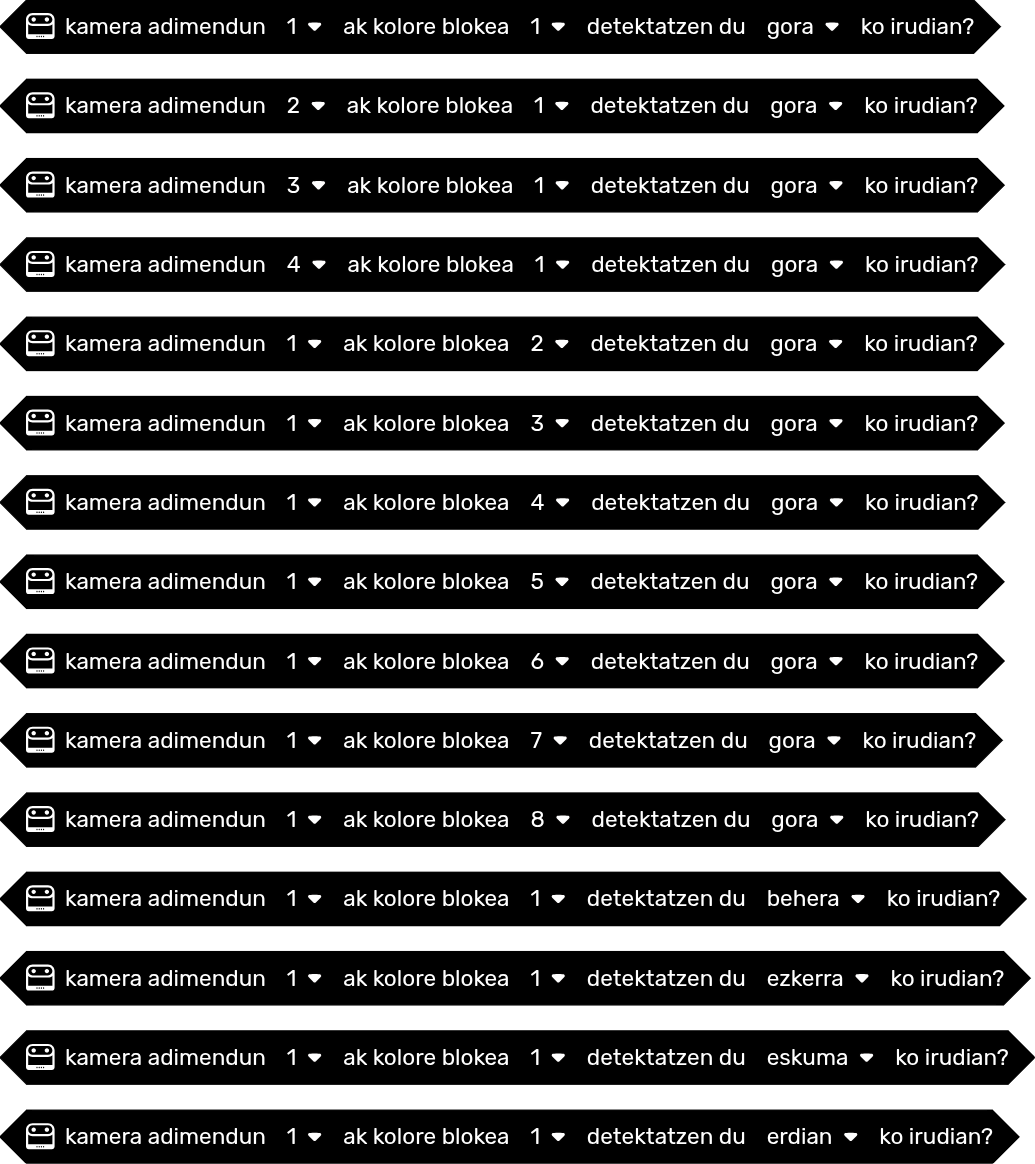 kamera adimendun 1 ak kolore blokea 1 detektatzen du gora ko irudian?
kamera adimendun 2 ak kolore blokea 1 detektatzen du gora ko irudian?
kamera adimendun 3 ak kolore blokea 1 detektatzen du gora ko irudian?
kamera adimendun 4 ak kolore blokea 1 detektatzen du gora ko irudian?
kamera adimendun 1 ak kolore blokea 2 detektatzen du gora ko irudian?
kamera adimendun 1 ak kolore blokea 3 detektatzen du gora ko irudian?
kamera adimendun 1 ak kolore blokea 4 detektatzen du gora ko irudian?
kamera adimendun 1 ak kolore blokea 5 detektatzen du gora ko irudian?
kamera adimendun 1 ak kolore blokea 6 detektatzen du gora ko irudian?
kamera adimendun 1 ak kolore blokea 7 detektatzen du gora ko irudian?
kamera adimendun 1 ak kolore blokea 8 detektatzen du gora ko irudian?
kamera adimendun 1 ak kolore blokea 1 detektatzen du behera ko irudian?
kamera adimendun 1 ak kolore blokea 1 detektatzen du ezkerra ko irudian?
kamera adimendun 1 ak kolore blokea 1 detektatzen du eskuma ko irudian?
kamera adimendun 1 ak kolore blokea 1 detektatzen du erdian ko irudian?